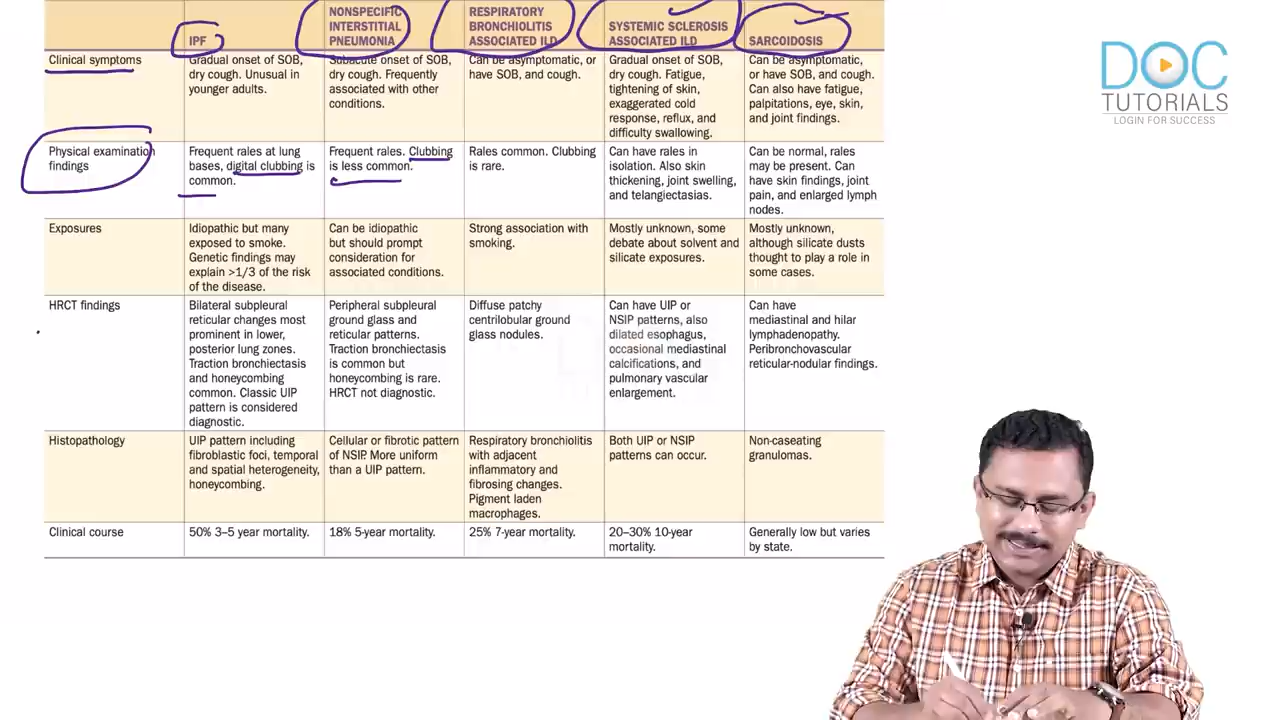 IPF
NONSPECIFIC
INTERSTITIAL
PNEUMONIA
RESPIRATORY
BRONCHIOLITIS
ASSOCIATED ILD
SYSTEMIC SCLEROSIS
ASSOCIATED ILD
SARCOIDOSIS
Clinical symptoms
Gradual onset of SOB,
dry cough. Unusual in
younger adults.
Subacute onset of SOB,
dry cough. Frequently
associated with other
conditions.
Can be asymptomatic, or
have SOB, and cough.
Gradual onset of SOB,
dry cough. Fatigue,
tightening of skin,
exaggerated cold
response, reflux, and
difficulty swallowing.
Can be asymptomatic,
or have SOB, and cough.
Can also have fatigue,
palpitations, eye, skin,
and joint findings.
Physical examination
findings
Frequent rales at lung
bases, digital clubbing is
common.
Frequent rales. Clubbing
is less common.
Rales common. Clubbing
is rare.
Can have rales in
isolation. Also skin
thickening, joint swelling,
and telangiectasias.
Can be normal, rales
may be present. Can
have skin findings, joint
pain, and enlarged lymph
nodes.
Exposures
Idiopathic but many
exposed to smoke.
Genetic findings may
explain >1/3 of the risk
of the disease.
Can be idiopathic
but should prompt
consideration for
associated conditions.
Strong association with
smoking.
Mostly unknown, some
debate about solvent and
silicate exposures.
Mostly unknown,
although silicate dusts
thought to play a role in
some cases.
HRCT findings
Bilateral subpleural
reticular changes most
prominent in lower,
posterior lung zones.
Traction bronchiectasis
and honeycombing
common. Classic UIP
pattern is considered
diagnostic.
Peripheral subpleural
ground glass and
reticular patterns.
Traction bronchiectasis
is common but
honeycombing is rare.
HRCT not diagnostic.
Diffuse patchy
centrilobular ground
glass nodules.
Can have UIP or
NSIP patterns, also
dilated esophagus,
occasional mediastinal
calcifications, and
pulmonary vascular
enlargement.
Can have
mediastinal and hilar
lymphadenopathy.
Peribronchovascular
reticular-nodular findings.
Histopathology
UIP pattern including
fibroblastic foci, temporal
and spatial heterogeneity,
honeycombing.
Cellular or fibrotic pattern
of NSIP. More uniform
than a UIP pattern.
Respiratory bronchiolitis
with adjacent
inflammatory and
fibrosing changes.
Pigment laden
macrophages.
Both UIP or NSIP
patterns can occur.
Non-caseating
granulomas.
Clinical course
50% 3–5 year mortality.
18% 5-year mortality.
25% 7-year mortality.
20–30% 10-year
mortality.
Generally low but varies
by state.
DOC
TUTORIALS
LOGIN FOR SUCCESS